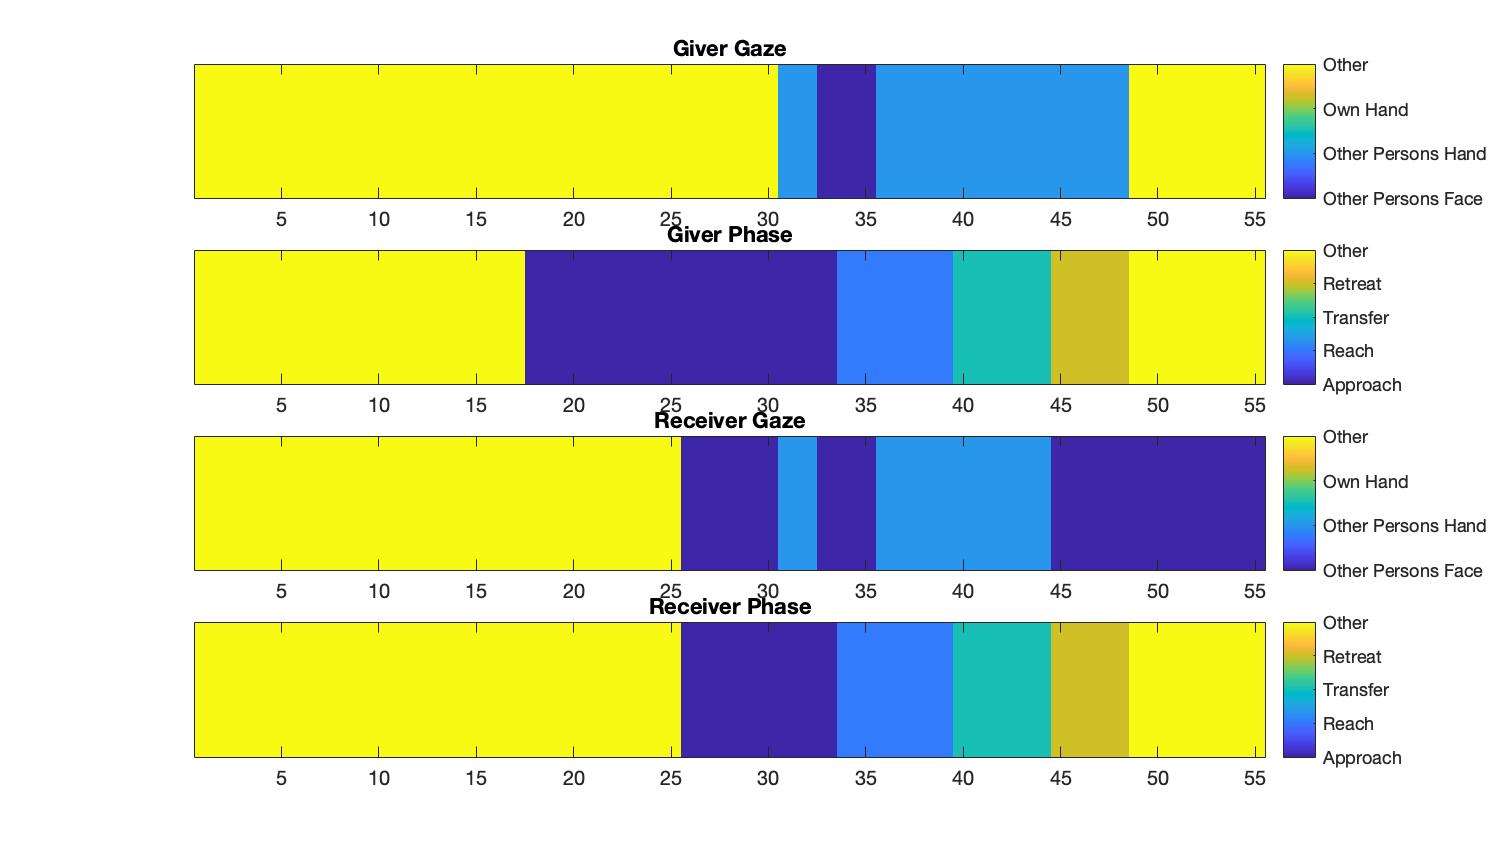 Giver Gaze
Other
Own Hand
Other Persons Hand
Other Persons Face
5 10 15 20 25 30 35 40 45 50 55
Giver Phase
Other
Retreat
Transfer
Reach
Approach
5 10 15 20 25 30 35 40 45 50 55
Receiver Gaze
Other
Own Hand
Other Persons Hand
Other Persons Face
5 10 15 20 25 30 35 40 45 50 55
Receiver Phase
Other
Retreat
Transfer
Reach
Approach
5 10 15 20 25 30 35 40 45 50 55